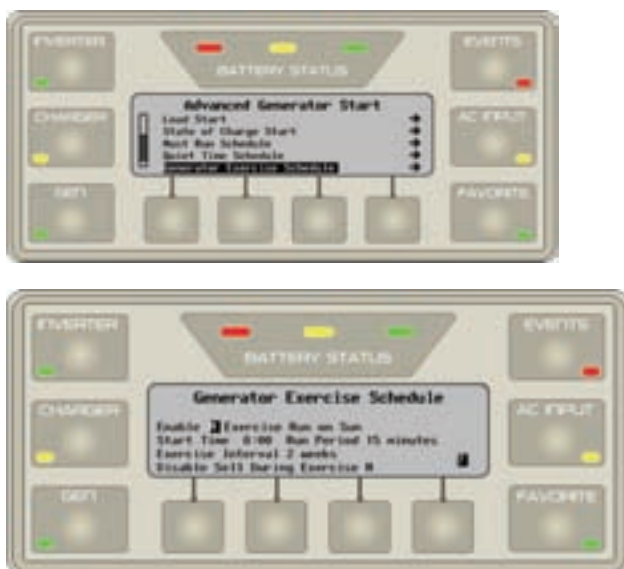 INVERTER
EVENTS
BATTERY STATUS
CHARGER
Advanced Generator Start
AC INPUT
Load Start
State of Charge Start
Must Run Schedule
Quiet Time Schedule
Generator Exercise Schedule
GEN
FAVORITE
INVERTER
EVENTS
BATTERY STATUS
Generator Exercise Schedule
CHARGER
AC INPUT
Enable Exercise Run on Sun
Start Time 8:00 Run Period 15 minutes
Exercise Interval 2 weeks
Disable Sell During Exercise N
GEN
FAVORITE